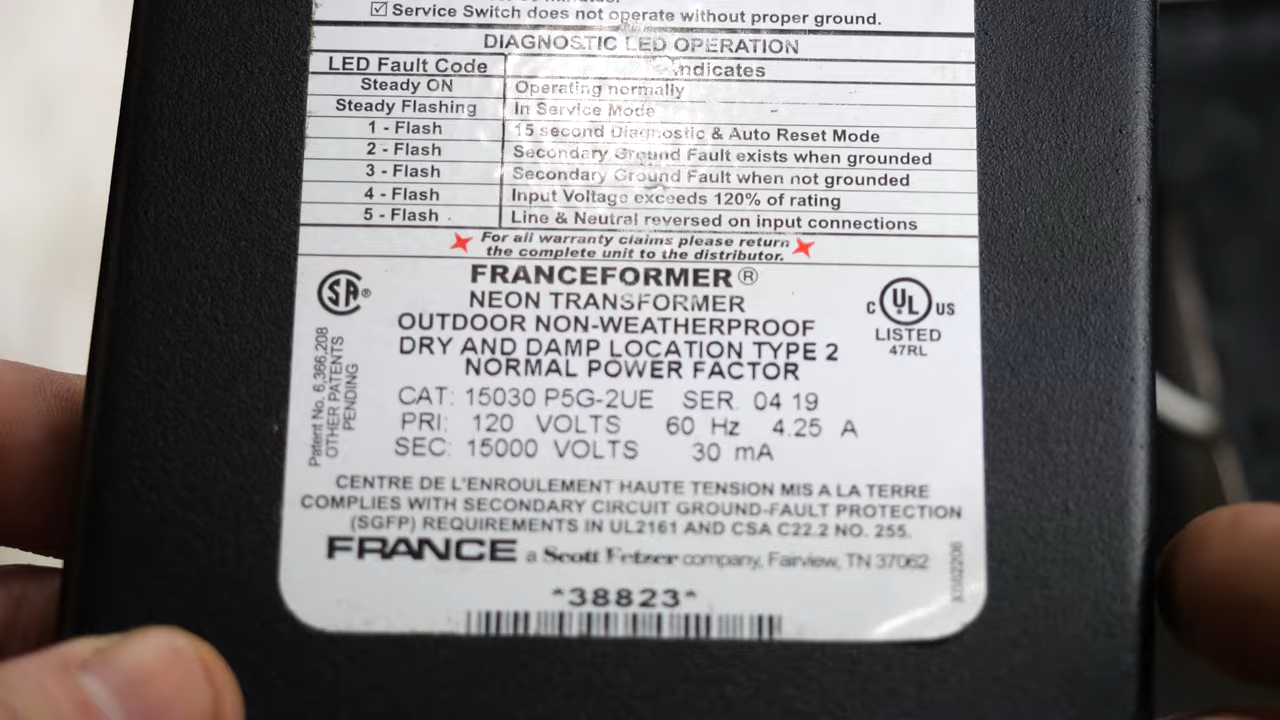 ☑ Service Switch does not operate without proper ground.
DIAGNOSTIC LED OPERATION
LED Fault Code Indicates
Steady ON Operating normally
Steady Flashing In Service Mode
1 - Flash 15 second Diagnostic & Auto Reset Mode
2 - Flash Secondary Ground Fault exists when grounded
3 - Flash Secondary Ground Fault when not grounded
4 - Flash Input Voltage exceeds 120% of rating
5 - Flash Line & Neutral reversed on input connections
For all warranty claims please return
the complete unit to the distributor.
SA ®
FRANCEFORMER ®
NEON TRANSFORMER
OUTDOOR NON-WEATHERPROOF
DRY AND DAMP LOCATION TYPE 2
NORMAL POWER FACTOR
C UL US
LISTED
47RL
Patent No. 6,366,208
OTHER PATENTS
PENDING
CAT: 15030 P5G-2UE SER. 04 19
PRI: 120 VOLTS 60 Hz 4.25 A
SEC: 15000 VOLTS 30 mA
CENTRE DE L'ENROULEMENT HAUTE TENSION MIS A LA TERRE
COMPLIES WITH SECONDARY CIRCUIT GROUND-FAULT PROTECTION
(SGFP) REQUIREMENTS IN UL2161 AND CSA C22.2 NO. 255.
FRANCE a Scott Fetzer company, Fairview, TN 37062
*38823*